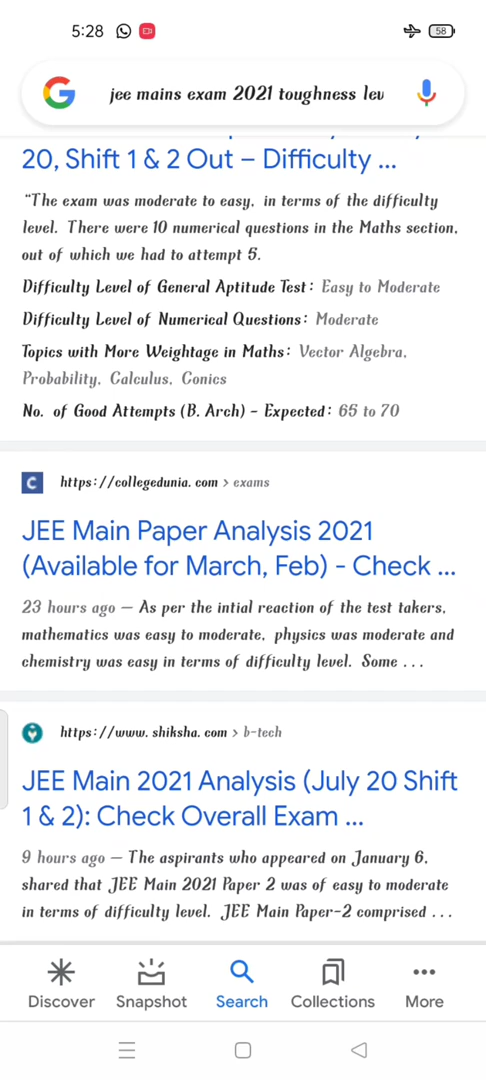 5:28
58
jee mains exam 2021 toughness lev
20, Shift 1 & 2 Out – Difficulty ...
“The exam was moderate to easy, in terms of the difficulty
level. There were 10 numerical questions in the Maths section,
out of which we had to attempt 5.
Difficulty Level of General Aptitude Test: Easy to Moderate
Difficulty Level of Numerical Questions: Moderate
Topics with More Weightage in Maths: Vector Algebra,
Probability, Calculus, Conics
No. of Good Attempts (B. Arch) - Expected: 65 to 70
C https://collegedunia. com › exams
JEE Main Paper Analysis 2021
(Available for March, Feb) - Check ...
23 hours ago — As per the intial reaction of the test takers,
mathematics was easy to moderate, physics was moderate and
chemistry was easy in terms of difficulty level. Some ...
https://www. shiksha. com › b-tech
JEE Main 2021 Analysis (July 20 Shift
1 & 2): Check Overall Exam ...
9 hours ago — The aspirants who appeared on January 6,
shared that JEE Main 2021 Paper 2 was of easy to moderate
in terms of difficulty level. JEE Main Paper-2 comprised ...
Discover Snapshot Search Collections More